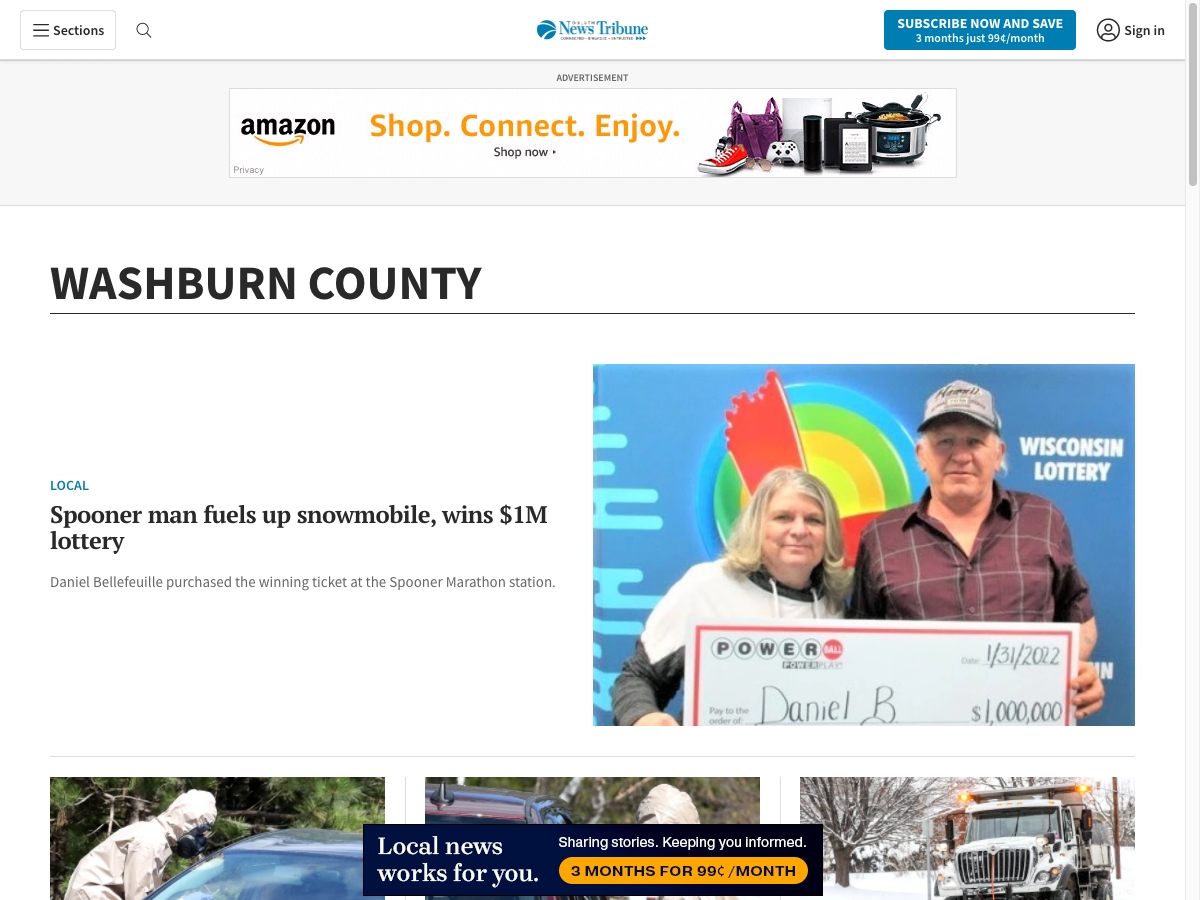 Sections
DULUTH
News Tribune
SUBSCRIBE NOW AND SAVE
3 months just 99¢/month
Sign in
ADVERTISEMENT
amazon
Shop. Connect. Enjoy.
Shop now
Privacy
WASHBURN COUNTY
LOCAL
Spooner man fuels up snowmobile, wins $1M
lottery
Daniel Bellefeuille purchased the winning ticket at the Spooner Marathon station.
WISCONSIN
LOTTERY
POWERBALL
POWERPLAY
Date: 1/31/2022
Pay to the
order of:
Daniel B.
$1,000,000
Local news
works for you.
Sharing stories. Keeping you informed.
3 MONTHS FOR 99¢ /MONTH